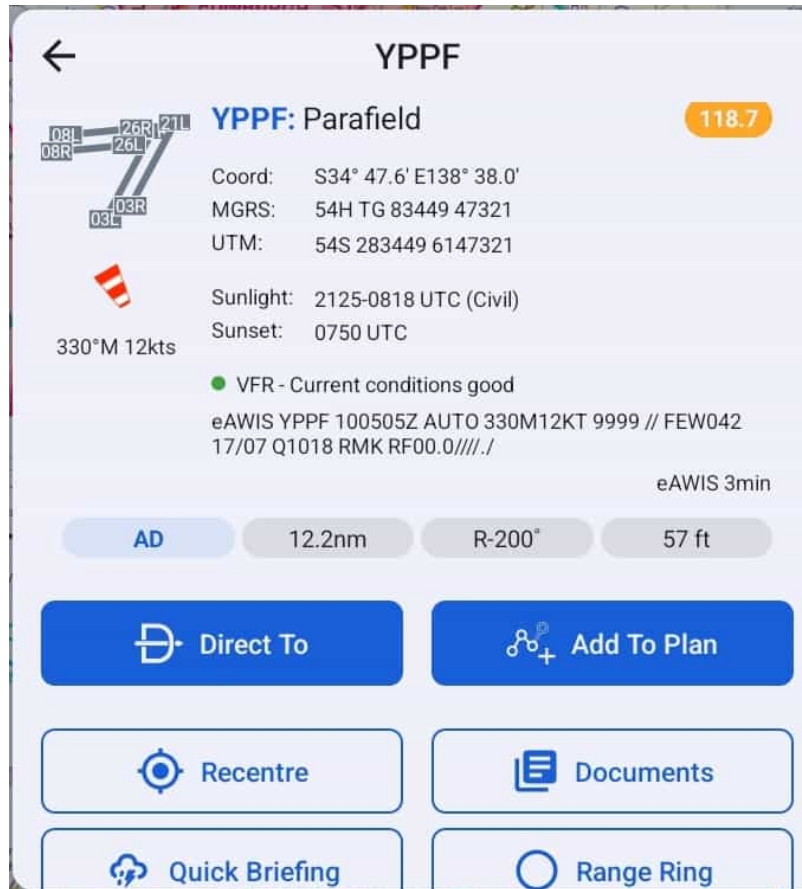 YPPF
08L
26R
21L
08R
26L
03R
03L
YPPF: Parafield
118.7
Coord: S34° 47.6' E138° 38.0'
MGRS: 54H TG 83449 47321
UTM: 54S 283449 6147321
Sunlight: 2125-0818 UTC (Civil)
Sunset: 0750 UTC
330°M 12kts
VFR - Current conditions good
eAWIS YPPF 100505Z AUTO 330M12KT 9999 // FEW042
17/07 Q1018 RMK RF00.0////./
eAWIS 3min
AD
12.2nm
R-200°
57 ft
Direct To
Add To Plan
Recentre
Documents
Quick Briefing
Range Ring